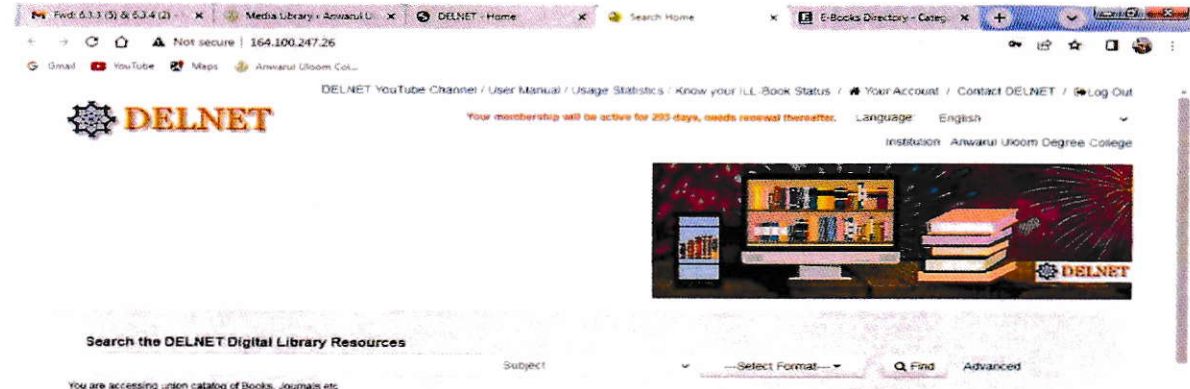 Fwd: 6.3.3 (5) & 6.3.4 (2) - Media Library ‹ Anwarul U DELNET - Home Search Home E-Books Directory - Categ
Not secure 164.100.247.26
Gmail YouTube Maps Anwarul Uloom Col...
DELNET YouTube Channel / User Manual / Usage Statistics / Know your ILL-Book Status / Your Account / Contact DELNET / Log Out
DELNET
Your membership will be active for 293 days, needs renewal thereafter. Language: English
Institution Anwarul Uloom Degree College
DELNET
Search the DELNET Digital Library Resources
Subject ---Select Format--- Find Advanced
You are accessing union catalog of Books, Journals etc